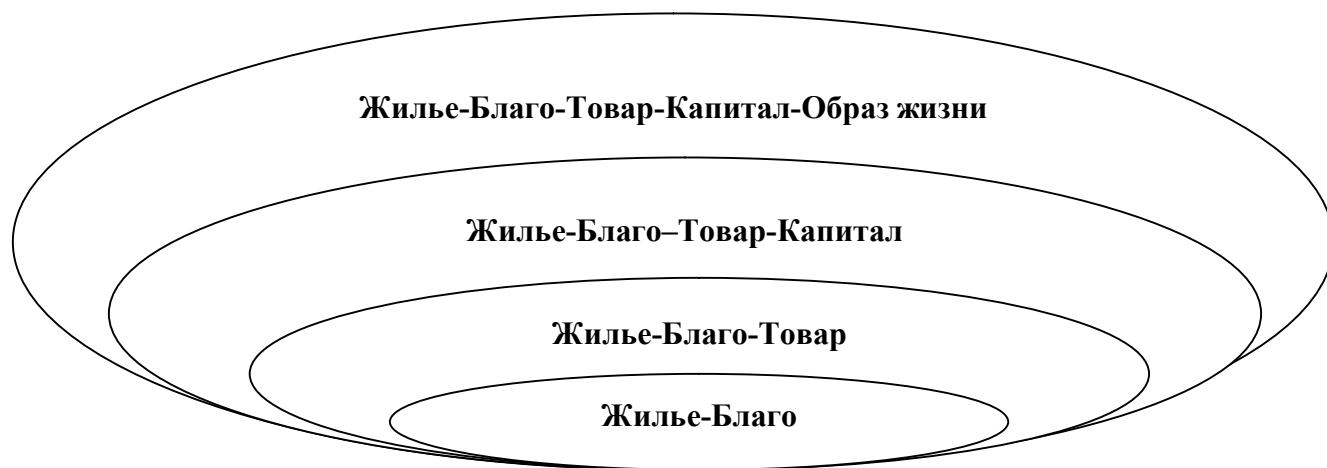 Жилье-Благо-Товар-Капитал-Образ жизни
Жилье-Благо–Товар-Капитал
Жилье-Благо-Товар
Жилье-Благо